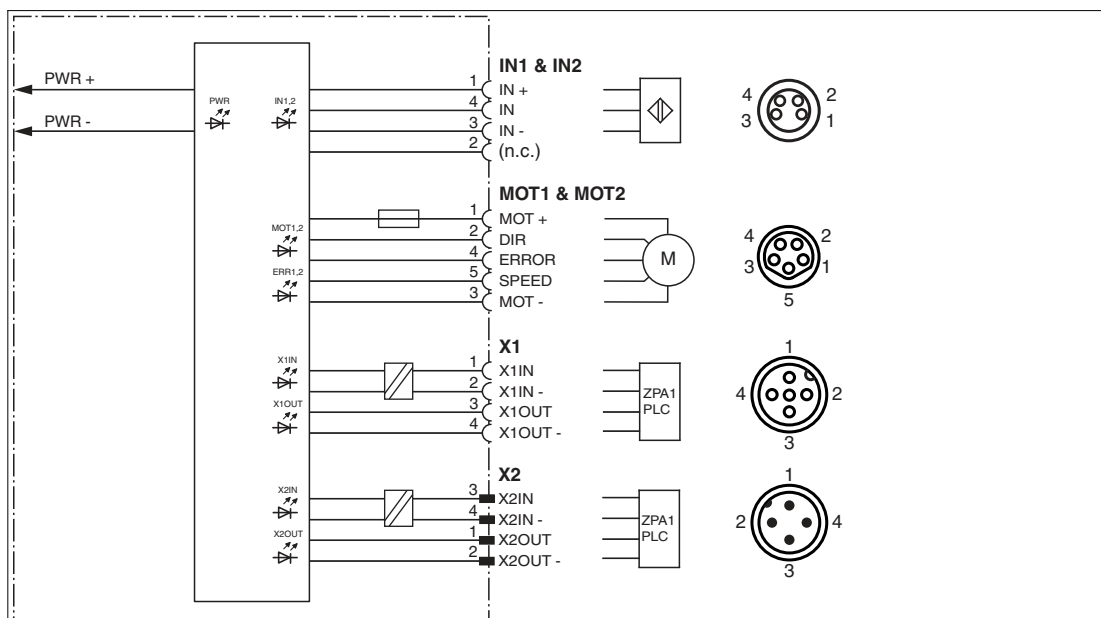 IN1 & IN2
PWR +
1 IN +
PWR
IN1,2
4 IN
4 2
PWR -
3 IN -
3 1
2 (n.c.)
MOT1 & MOT2
1 MOT +
MOT1,2
2 DIR
4 2
4 ERROR
M
3 1
ERR1,2
5 SPEED
3 MOT -
5
X1
1
X1IN
1 X1IN
2 X1IN -
ZPA1
4 2
X1OUT
3 X1OUT
PLC
4 X1OUT -
3
X2
1
X2IN
3 X2IN
4 X2IN -
ZPA1
2 4
X2OUT
1 X2OUT
PLC
2 X2OUT -
3